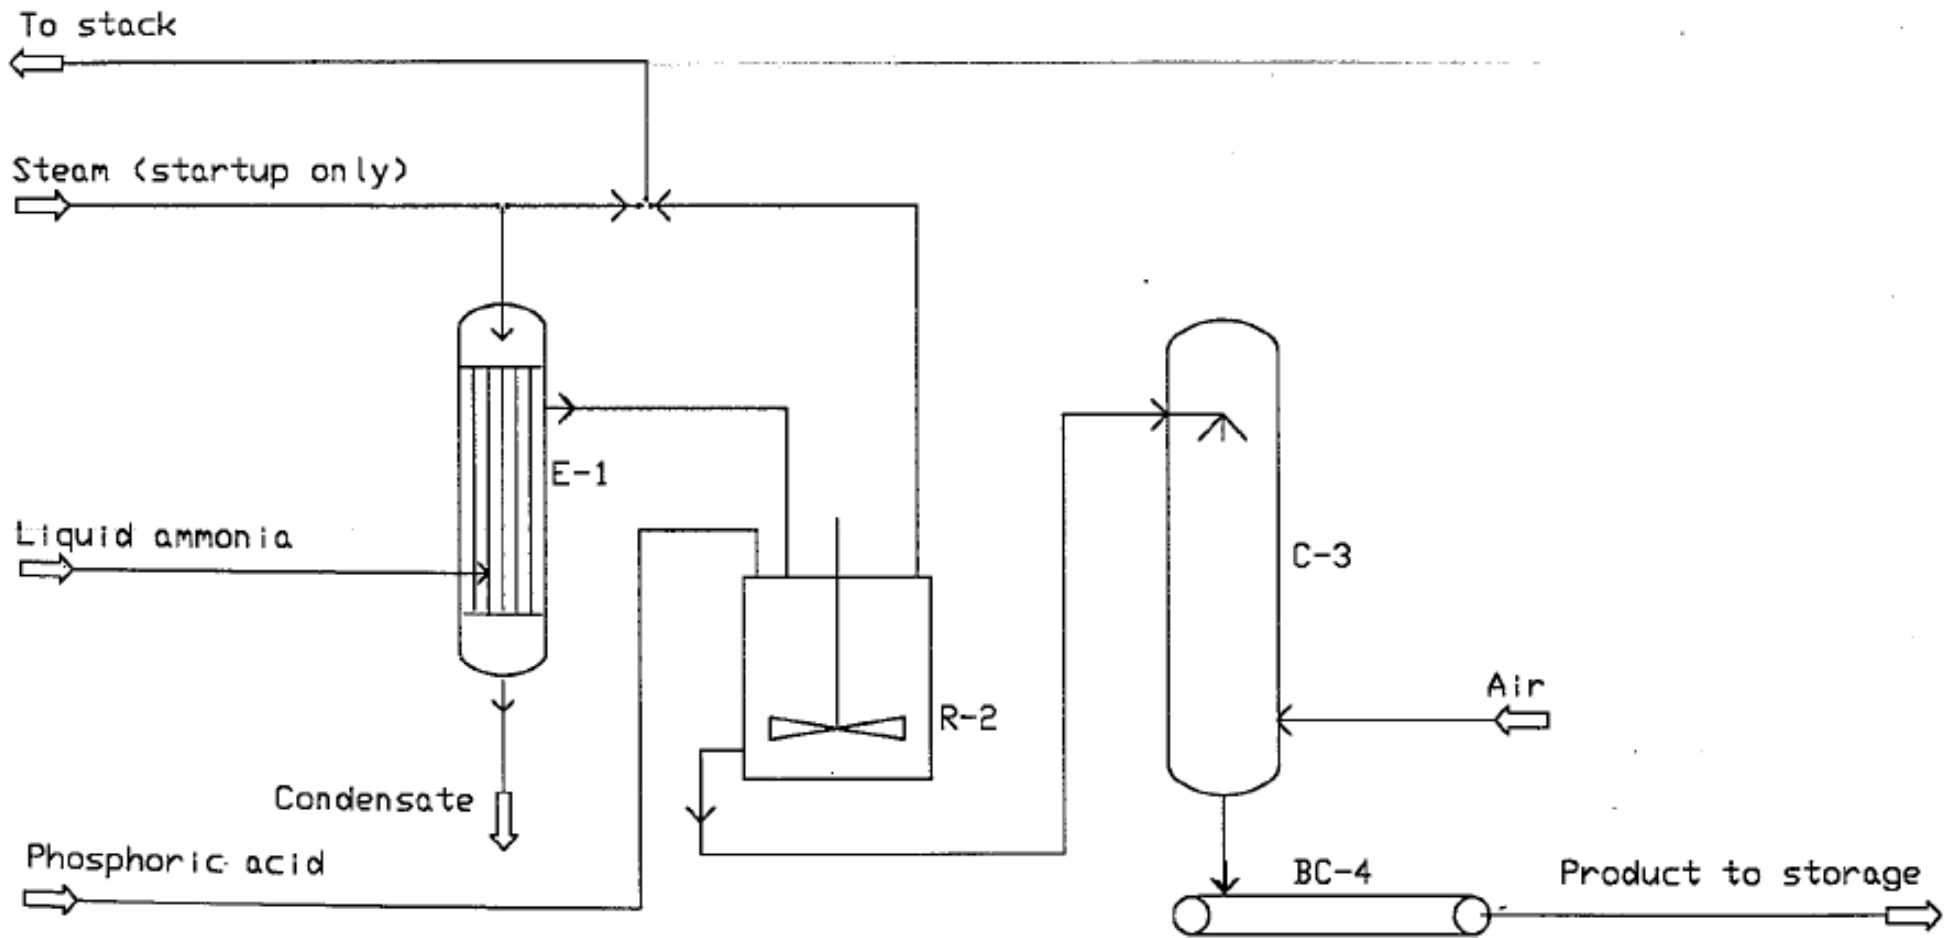 To stack
Steam (startup only)
E-1
Liquid ammonia
C-3
Air
R-2
Condensate
Phosphoric acid
BC-4
Product to storage